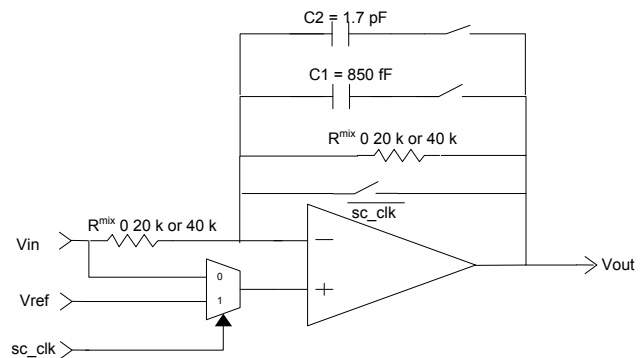 C2 = 1.7 pF
C1 = 850 fF
R^mix 0 20 k or 40 k
sc_clk
R^mix 0 20 k or 40 k
Vin
−
0
Vout
+
Vref
1
sc_clk